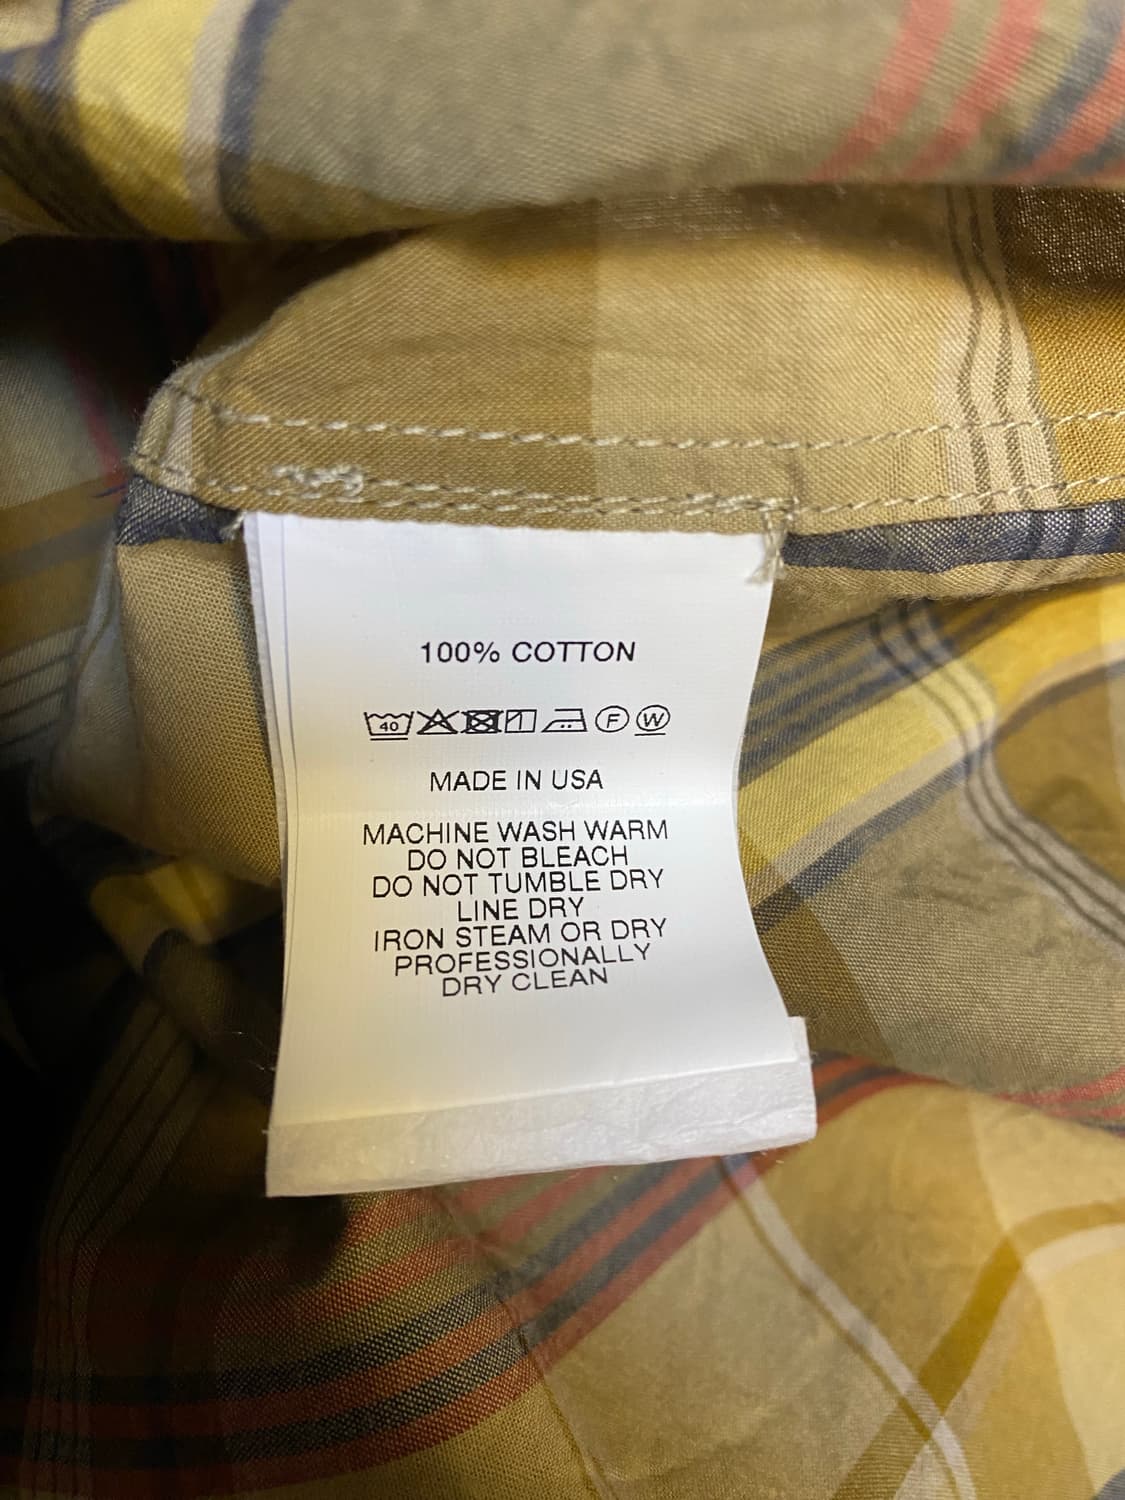 100% COTTON
40 F W
MADE IN USA
MACHINE WASH WARM
DO NOT BLEACH
DO NOT TUMBLE DRY
LINE DRY
IRON STEAM OR DRY
PROFESSIONALLY
DRY CLEAN